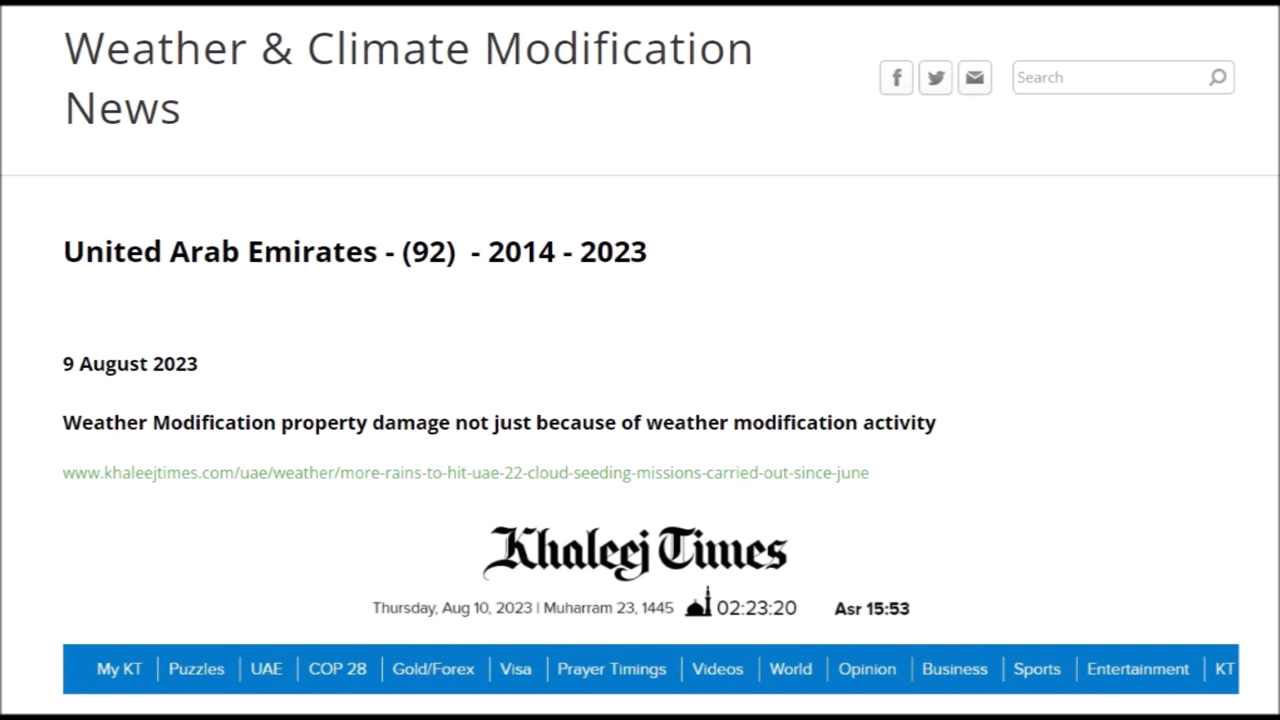 Weather & Climate Modification
News
Search
United Arab Emirates - (92)  - 2014 - 2023
9 August 2023
Weather Modification property damage not just because of weather modification activity
www.khaleejtimes.com/uae/weather/more-rains-to-hit-uae-22-cloud-seeding-missions-carried-out-since-june
Khaleej Times
Thursday, Aug 10, 2023 | Muharram 23, 1445 02:23:20 Asr 15:53
My KT | Puzzles | UAE | COP 28 | Gold/Forex | Visa | Prayer Timings | Videos | World | Opinion | Business | Sports | Entertainment | KT